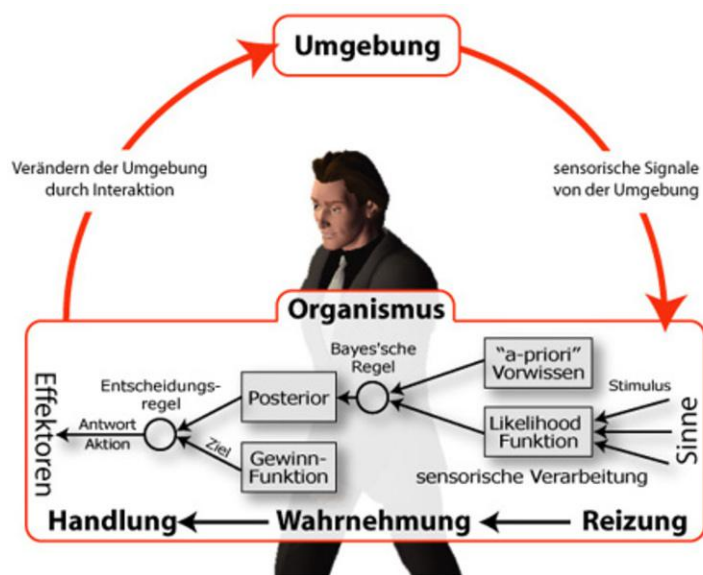 Umgebung
Verändern der Umgebung
durch Interaktion
sensorische Signale
von der Umgebung
Organismus
Effektoren
Antwort
Aktion
Entscheidungs-
regel
Ziel
Posterior
Gewinn-
Funktion
Bayes'sche
Regel
"a-priori"
Vorwissen
Likelihood
Funktion
Stimulus
Sinne
sensorische Verarbeitung
Handlung
Wahrnehmung
Reizung